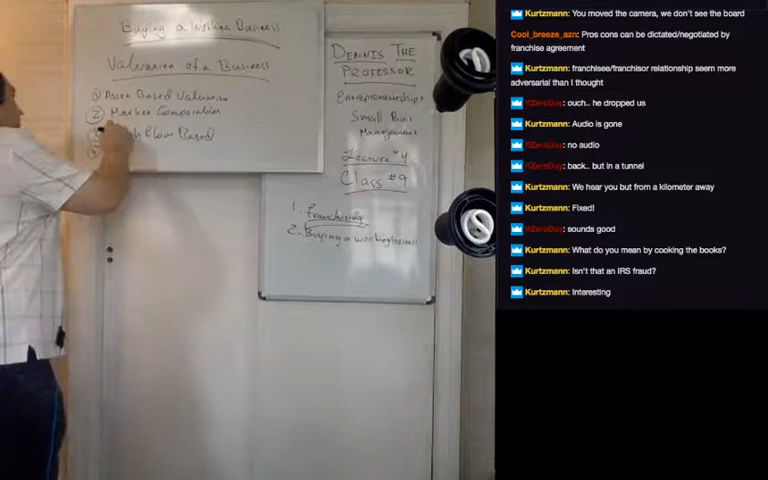 Buying a Working Business
Valuation of a Business
① Asset Based Valuation
② Market Comparables
Flow Based
DENNIS THE
PROFESSOR
Entrepreneurship +
Small Bus
Management
Lecture #4
Class #9
1. Franchising
2. Buying a working business
Kurtzmann: You moved the camera, we don't see the board
Cool_breeze_azn: Pros cons can be dictated/negotiated by
franchise agreement
Kurtzmann: franchisee/franchisor relationship seem more
adversarial than I thought
: ouch.. he dropped us
Kurtzmann: Audio is gone
: no audio
: back.. but in a tunnel
Kurtzmann: We hear you but from a kilometer away
Kurtzmann: Fixed!
: sounds good
Kurtzmann: What do you mean by cooking the books?
Kurtzmann: Isn't that an IRS fraud?
Kurtzmann: Interesting